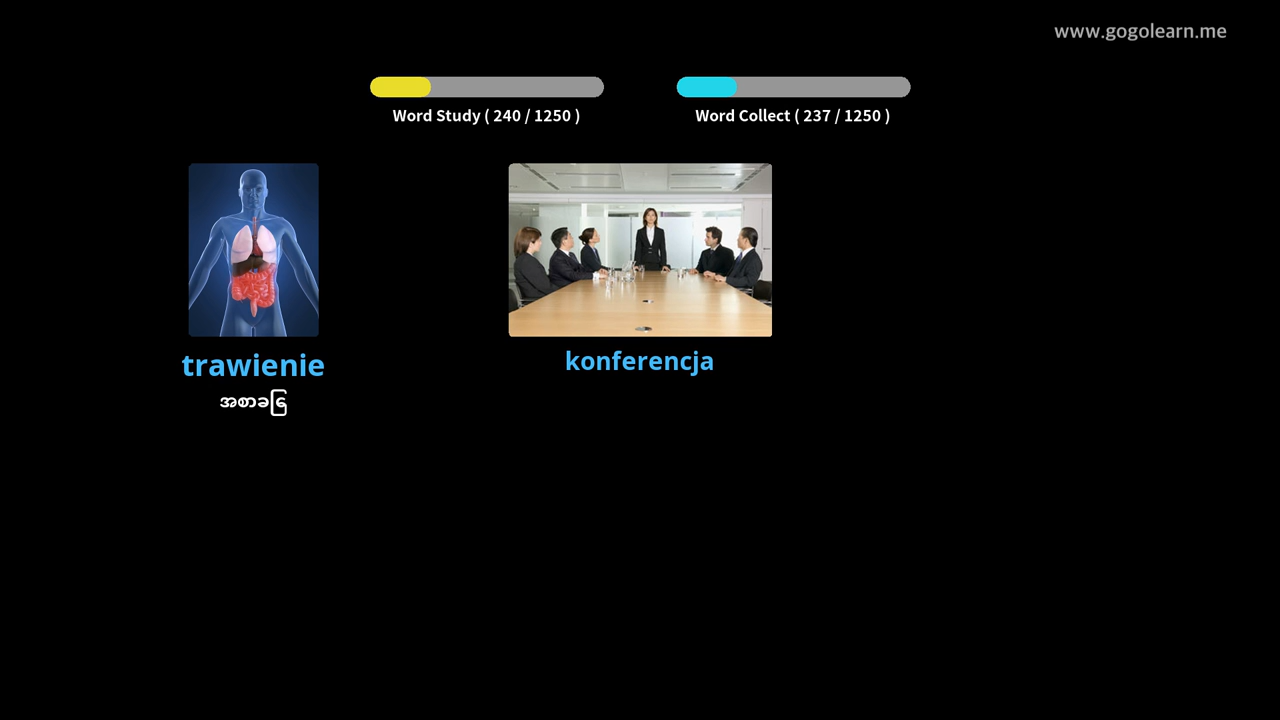 www.gogolearn.me
Word Study ( 240 / 1250 )
Word Collect ( 237 / 1250 )
trawienie
konferencja
အစာခြေ